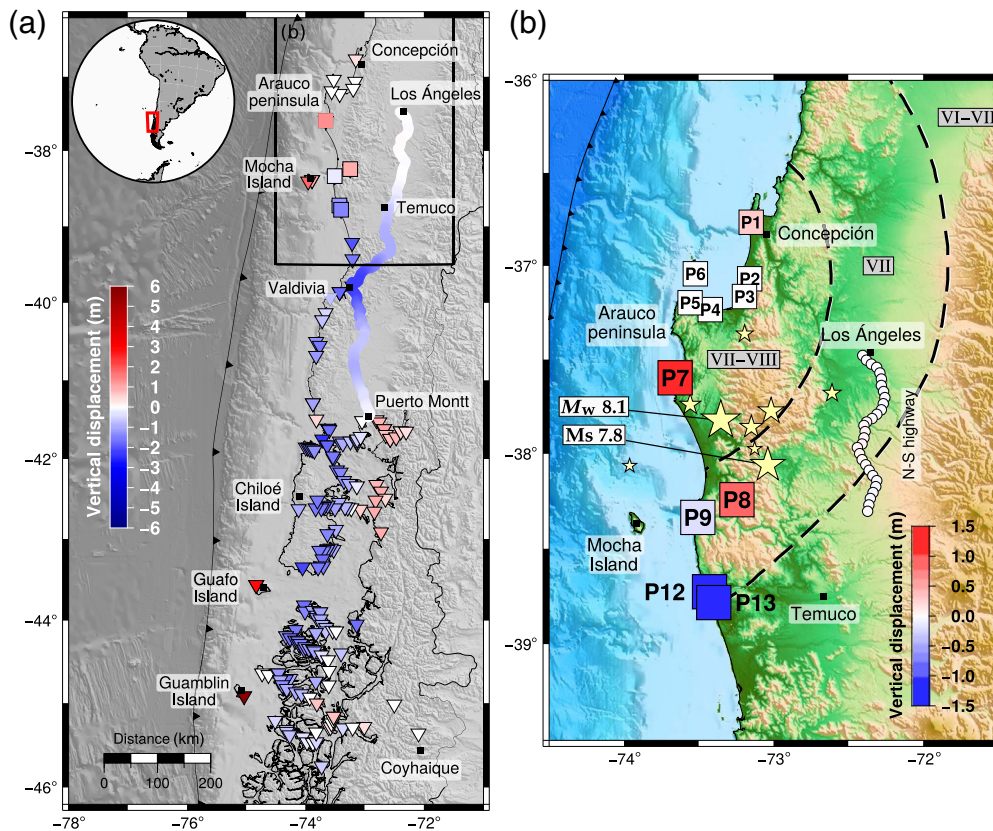 (a)
(b)
Concepción
Arauco
peninsula
Los Ángeles
Mocha
Island
Temuco
Valdivia
Puerto Montt
Chiloé
Island
Guafo
Island
Guamblin
Island
Coyhaique
Vertical displacement (m)
6
5
4
3
2
1
0
−1
−2
−3
−4
−5
−6
Distance (km)
0 100 200
−38°
−40°
−42°
−44°
−46°
−78° −76° −74° −72°
(b)
−36°
−37°
−38°
−39°
VI−VII
P1
Concepción
P6
P2
VII
P5
P4
P3
Arauco
peninsula
Los Ángeles
VII−VIII
P7
Mw 8.1
Ms 7.8
N-S highway
P8
P9
Mocha
Island
P12
P13
Temuco
Vertical displacement (m)
1.5
1.0
0.5
0.0
−0.5
−1.0
−1.5
−74° −73° −72°